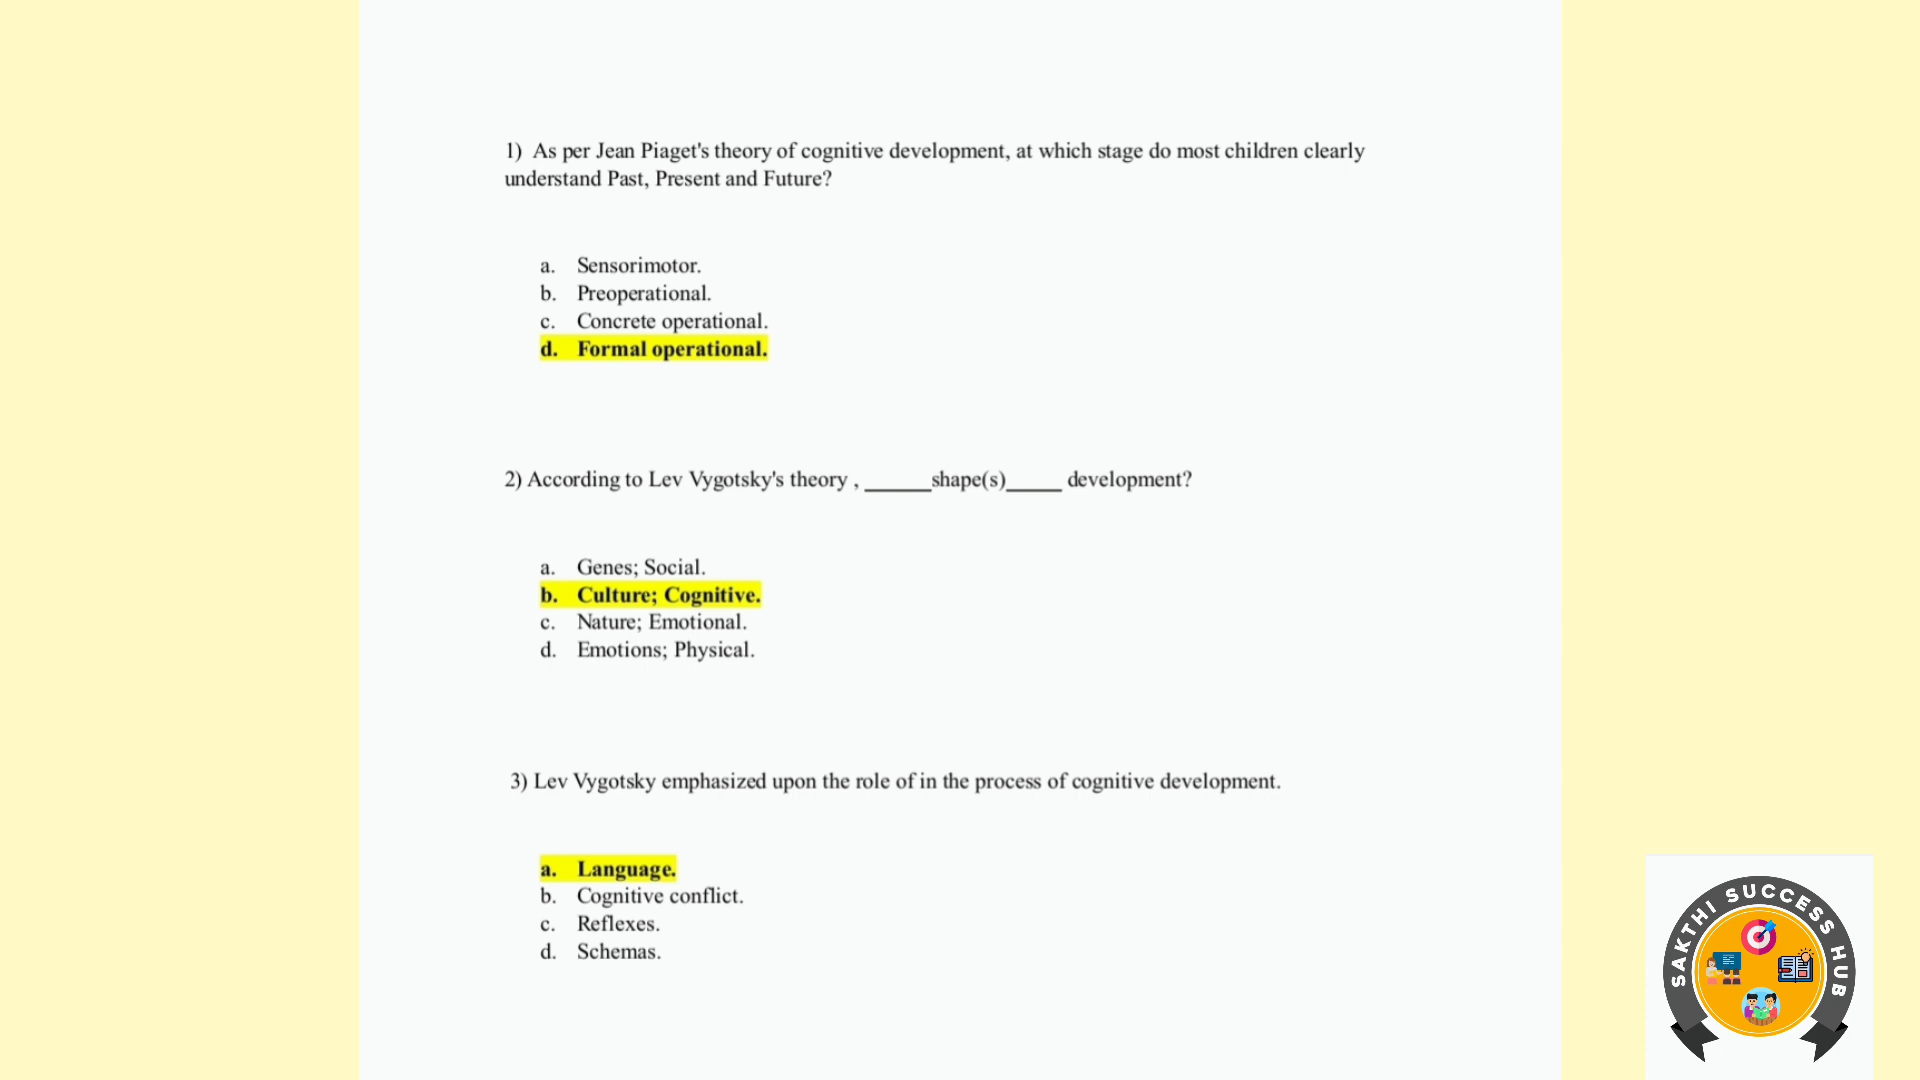 1) As per Jean Piaget's theory of cognitive development, at which stage do most children clearly
understand Past, Present and Future?
a. Sensorimotor.
b. Preoperational.
c. Concrete operational.
d. Formal operational.
2) According to Lev Vygotsky's theory , ______shape(s)_____ development?
a. Genes; Social.
b. Culture; Cognitive.
c. Nature; Emotional.
d. Emotions; Physical.
3) Lev Vygotsky emphasized upon the role of in the process of cognitive development.
a. Language.
b. Cognitive conflict.
c. Reflexes.
d. Schemas.
SAKTHI SUCCESS HUB